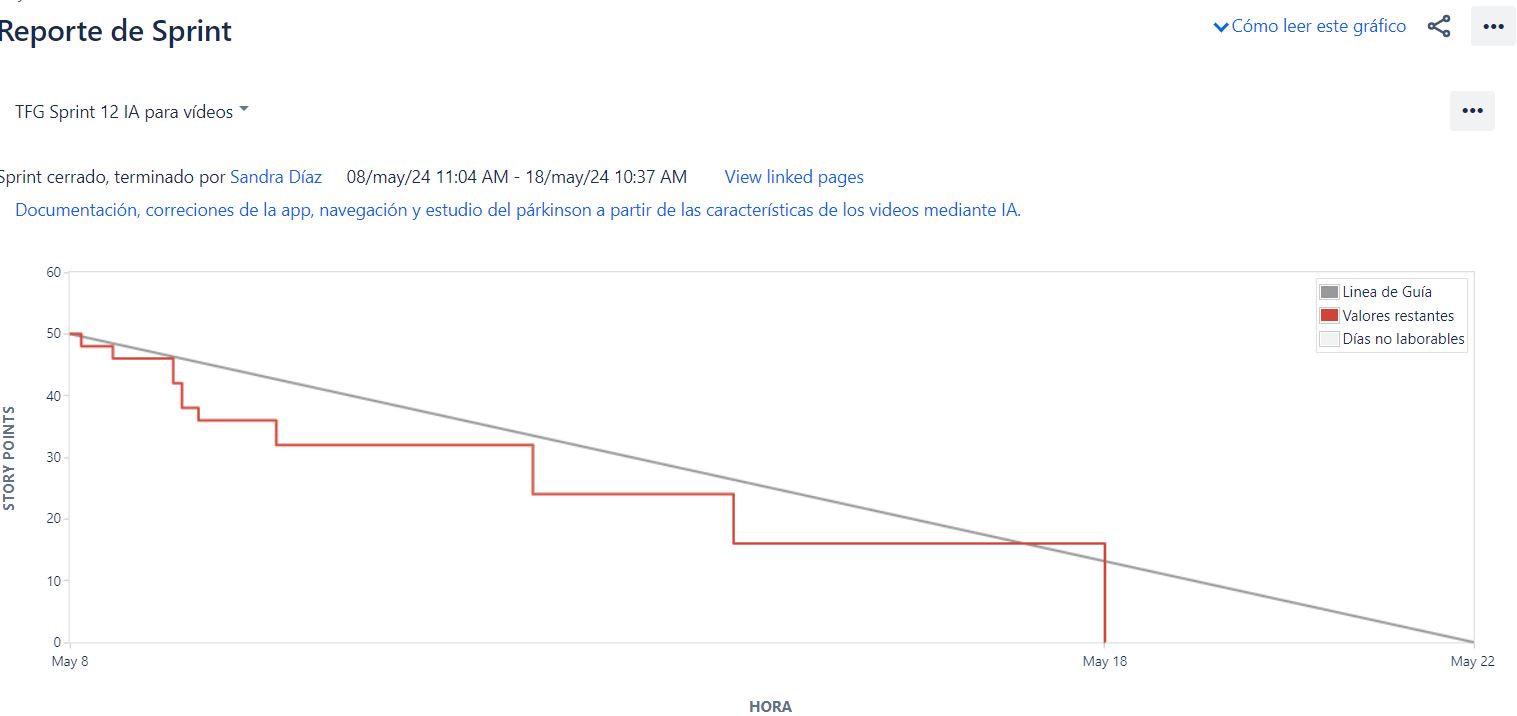 Reporte de Sprint
Cómo leer este gráfico
TFG Sprint 12 IA para vídeos
Sprint cerrado, terminado por Sandra Díaz 08/may/24 11:04 AM - 18/may/24 10:37 AM View linked pages
Documentación, correciones de la app, navegación y estudio del párkinson a partir de las características de los videos mediante IA.
60
50
40
30
20
10
0
STORY POINTS
Linea de Guía
Valores restantes
Días no laborables
May 8
May 18
May 22
HORA